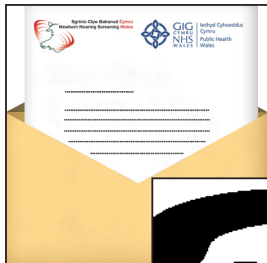 Sgrinio Clyw Babanod Cymru
Newborn Hearing Screening Wales
GIG
CYMRU
NHS
WALES
Iechyd Cyhoeddus
Cymru
Public Health
Wales